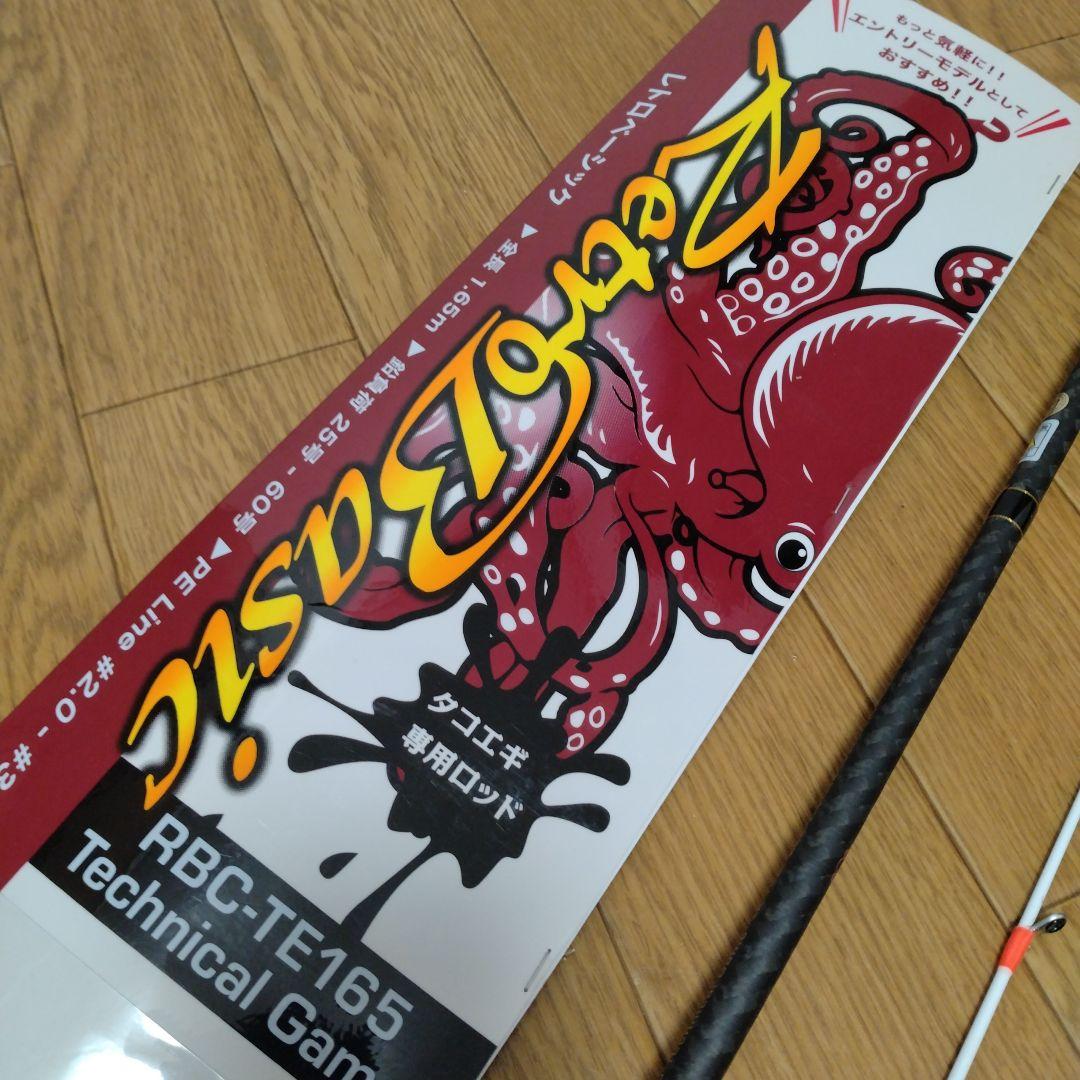 もっと気軽に!!
エントリーモデルとして
おすすめ!!
レトロベーシック ▶ 全長 1.65m ▶ 錘負荷 25号 - 60号 ▶ PE Line #2.0 - #3
Retro Basic
タコエギ
専用ロッド
RBC-TE165
Technical Gam